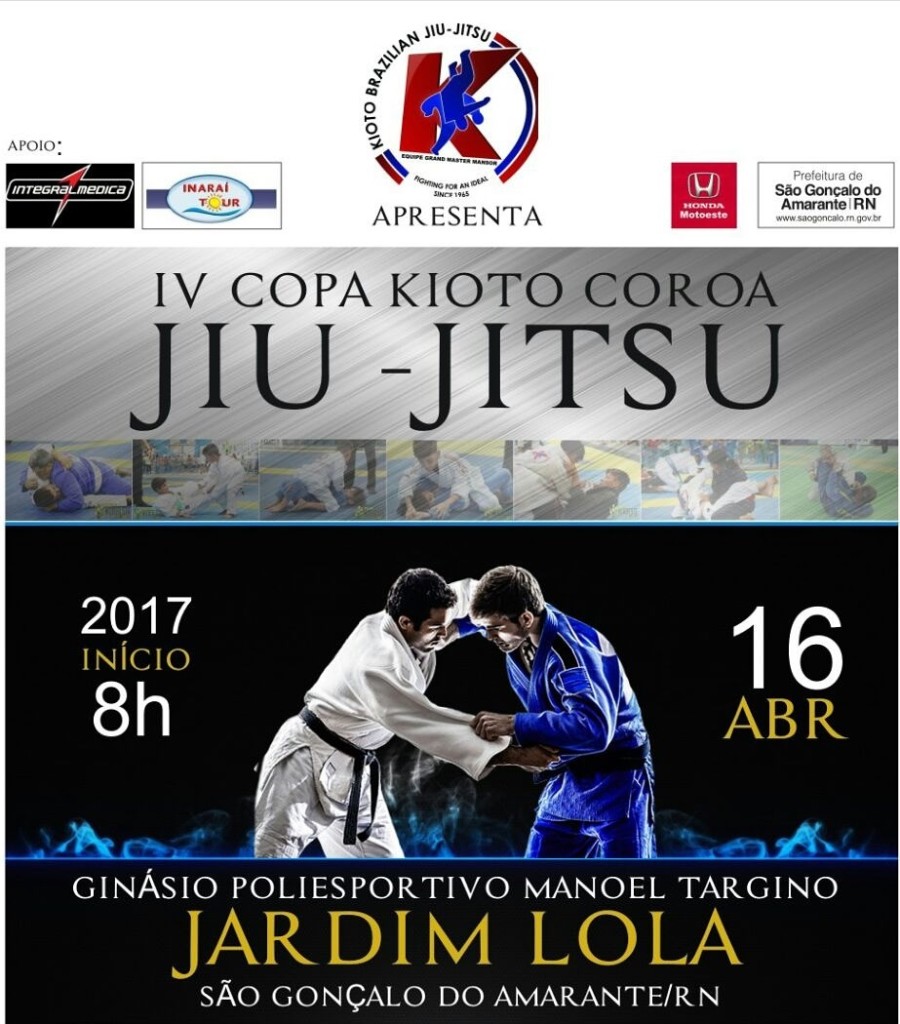 KIOTO BRAZILIAN JIU-JITSU
EQUIPE GRAND MASTER MANSOR
FIGHTING FOR AN IDEAL
SINCE 1965
APOIO:
INTEGRALMEDICA
INARAÍ
TOUR
APRESENTA
HONDA
Motoeste
Prefeitura de
São Gonçalo do
Amarante|RN
www.saogoncalo.rn.gov.br
IV COPA KIOTO COROA
JIU -JITSU
2017
INÍCIO
8h
16
ABR
GINÁSIO POLIESPORTIVO MANOEL TARGINO
JARDIM LOLA
SÃO GONÇALO DO AMARANTE/RN